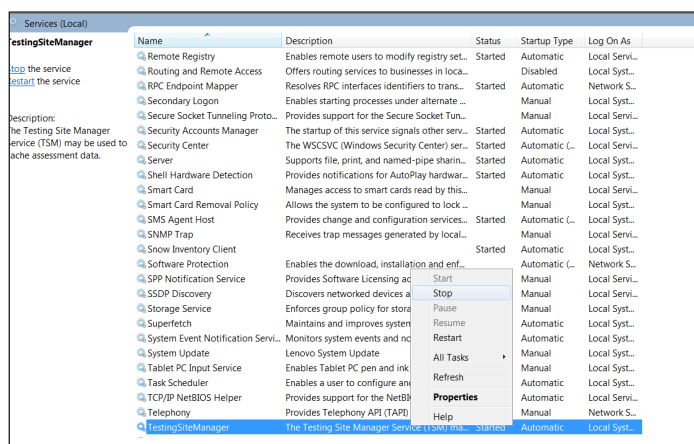 Services (Local)
TestingSiteManager
Stop the service
Restart the service
Description:
The Testing Site Manager
Service (TSM) may be used to
cache assessment data.
Name Description Status Startup Type Log On As
Remote Registry Enables remote users to modify registry set... Started Automatic Local Servi...
Routing and Remote Access Offers routing services to businesses in loca... Disabled Local Syst...
RPC Endpoint Mapper Resolves RPC interfaces identifiers to trans... Started Automatic Network S...
Secondary Logon Enables starting processes under alternate ... Manual Local Syst...
Secure Socket Tunneling Proto... Provides support for the Secure Socket Tun... Manual Local Servi...
Security Accounts Manager The startup of this service signals other serv... Started Automatic Local Syst...
Security Center The WSCSVC (Windows Security Center) ser... Started Automatic (... Local Servi...
Server Supports file, print, and named-pipe sharin... Started Automatic Local Syst...
Shell Hardware Detection Provides notifications for AutoPlay hardwar... Started Automatic Local Syst...
Smart Card Manages access to smart cards read by this... Manual Local Servi...
Smart Card Removal Policy Allows the system to be configured to lock ... Manual Local Syst...
SMS Agent Host Provides change and configuration services... Started Automatic (... Local Syst...
SNMP Trap Receives trap messages generated by local... Manual Local Servi...
Snow Inventory Client Started Automatic Local Syst...
Software Protection Enables the download, installation and enf... Automatic (... Network S...
SPP Notification Service Provides Software Licensing ac Start Manual Local Servi...
SSDP Discovery Discovers networked devices a Stop Manual Local Servi...
Storage Service Enforces group policy for stora Pause Manual Local Syst...
Superfetch Maintains and improves system Resume Automatic Local Syst...
System Event Notification Servi... Monitors system events and no Restart Automatic Local Syst...
System Update Lenovo System Update All Tasks Manual Local Syst...
Tablet PC Input Service Enables Tablet PC pen and ink Refresh Manual Local Syst...
Task Scheduler Enables a user to configure and Automatic Local Syst...
TCP/IP NetBIOS Helper Provides support for the NetBI Properties Automatic Local Servi...
Telephony Provides Telephony API (TAPI) Help Manual Network S...
TestingSiteManager The Testing Site Manager Service (TSM) ma... Started Automatic Local Syst...